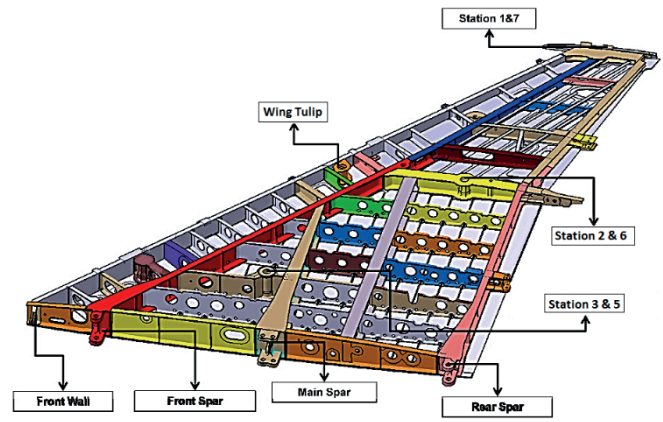 Station 1&7
Wing Tulip
Station 2 & 6
Station 3 & 5
Main Spar
Front Wall
Front Spar
Rear Spar